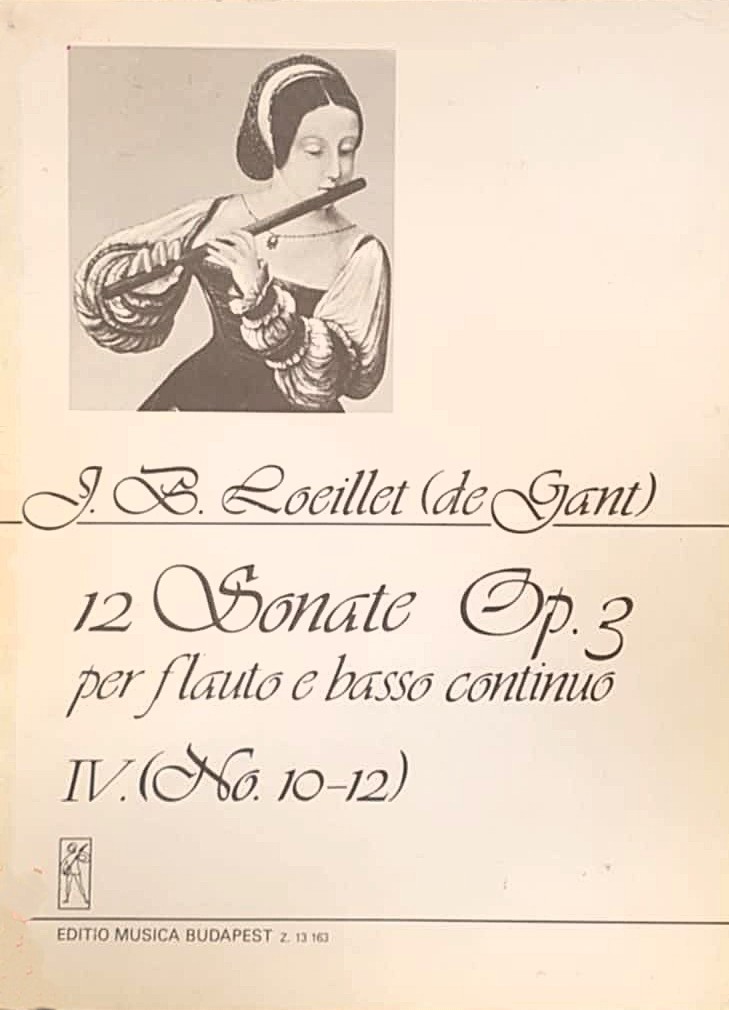 J. B. Loeillet (de Gant)
12 Sonate Op. 3
per flauto e basso continuo
IV. (No. 10–12)
EDITIO MUSICA BUDAPEST Z. 13 163